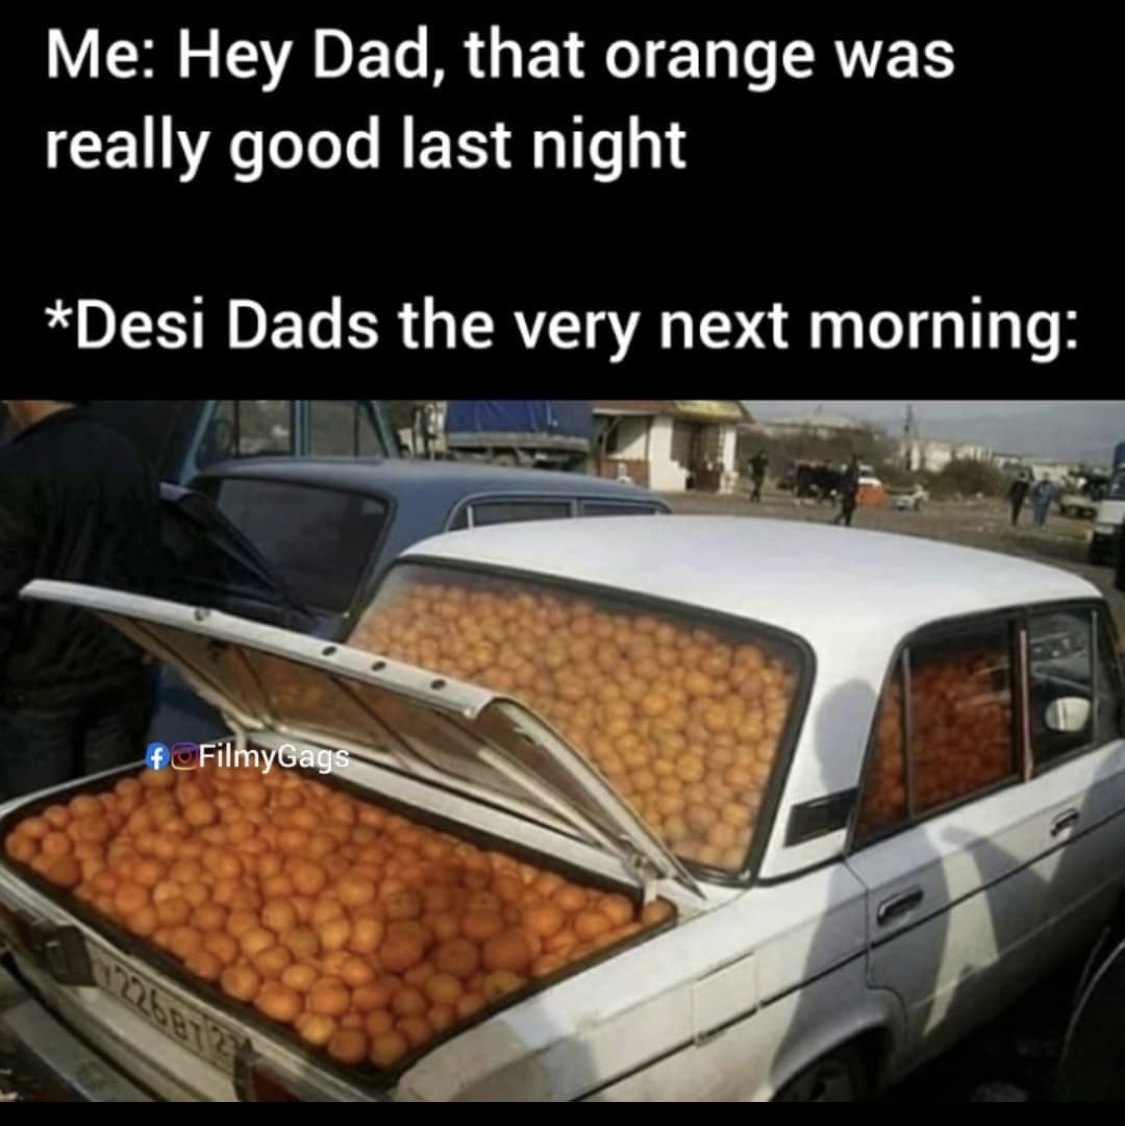 Me: Hey Dad, that orange was
really good last night
*Desi Dads the very next morning:
FilmyGags